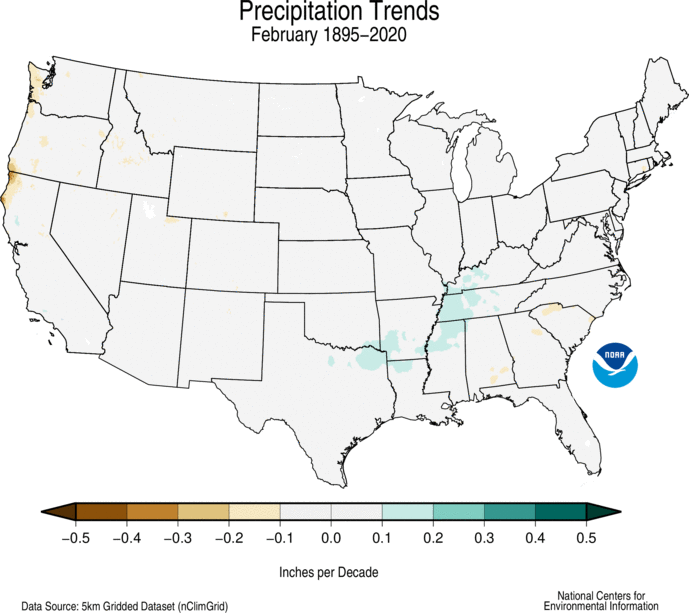 Precipitation Trends
February 1895–2020
NOAA
−0.5 −0.4 −0.3 −0.2 −0.1 0.0 0.1 0.2 0.3 0.4 0.5
Inches per Decade
Data Source: 5km Gridded Dataset (nClimGrid)
National Centers for
Environmental Information